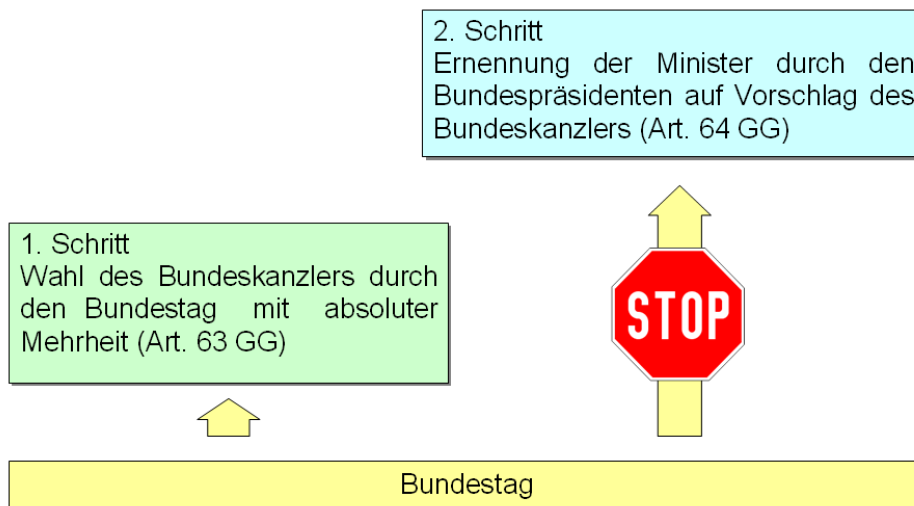 2. Schritt
Ernennung der Minister durch den
Bundespräsidenten auf Vorschlag des
Bundeskanzlers (Art. 64 GG)
1. Schritt
Wahl des Bundeskanzlers durch
den Bundestag mit absoluter
Mehrheit (Art. 63 GG)
STOP
Bundestag